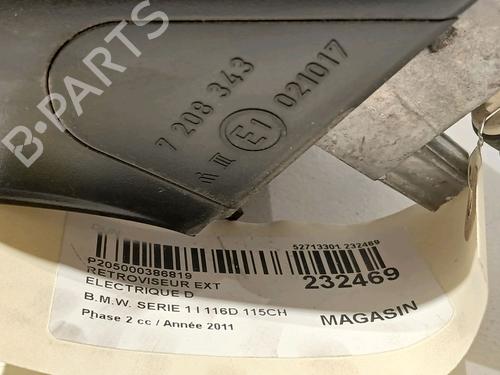 B-PARTS
7 208 343
III E1 021017
52713301 232469
P205000386819
RETROVISEUR EXT
ELECTRIQUE D
232469
B.M.W. SERIE 1 I 116D 115CH
MAGASIN
Phase 2 cc / Année 2011